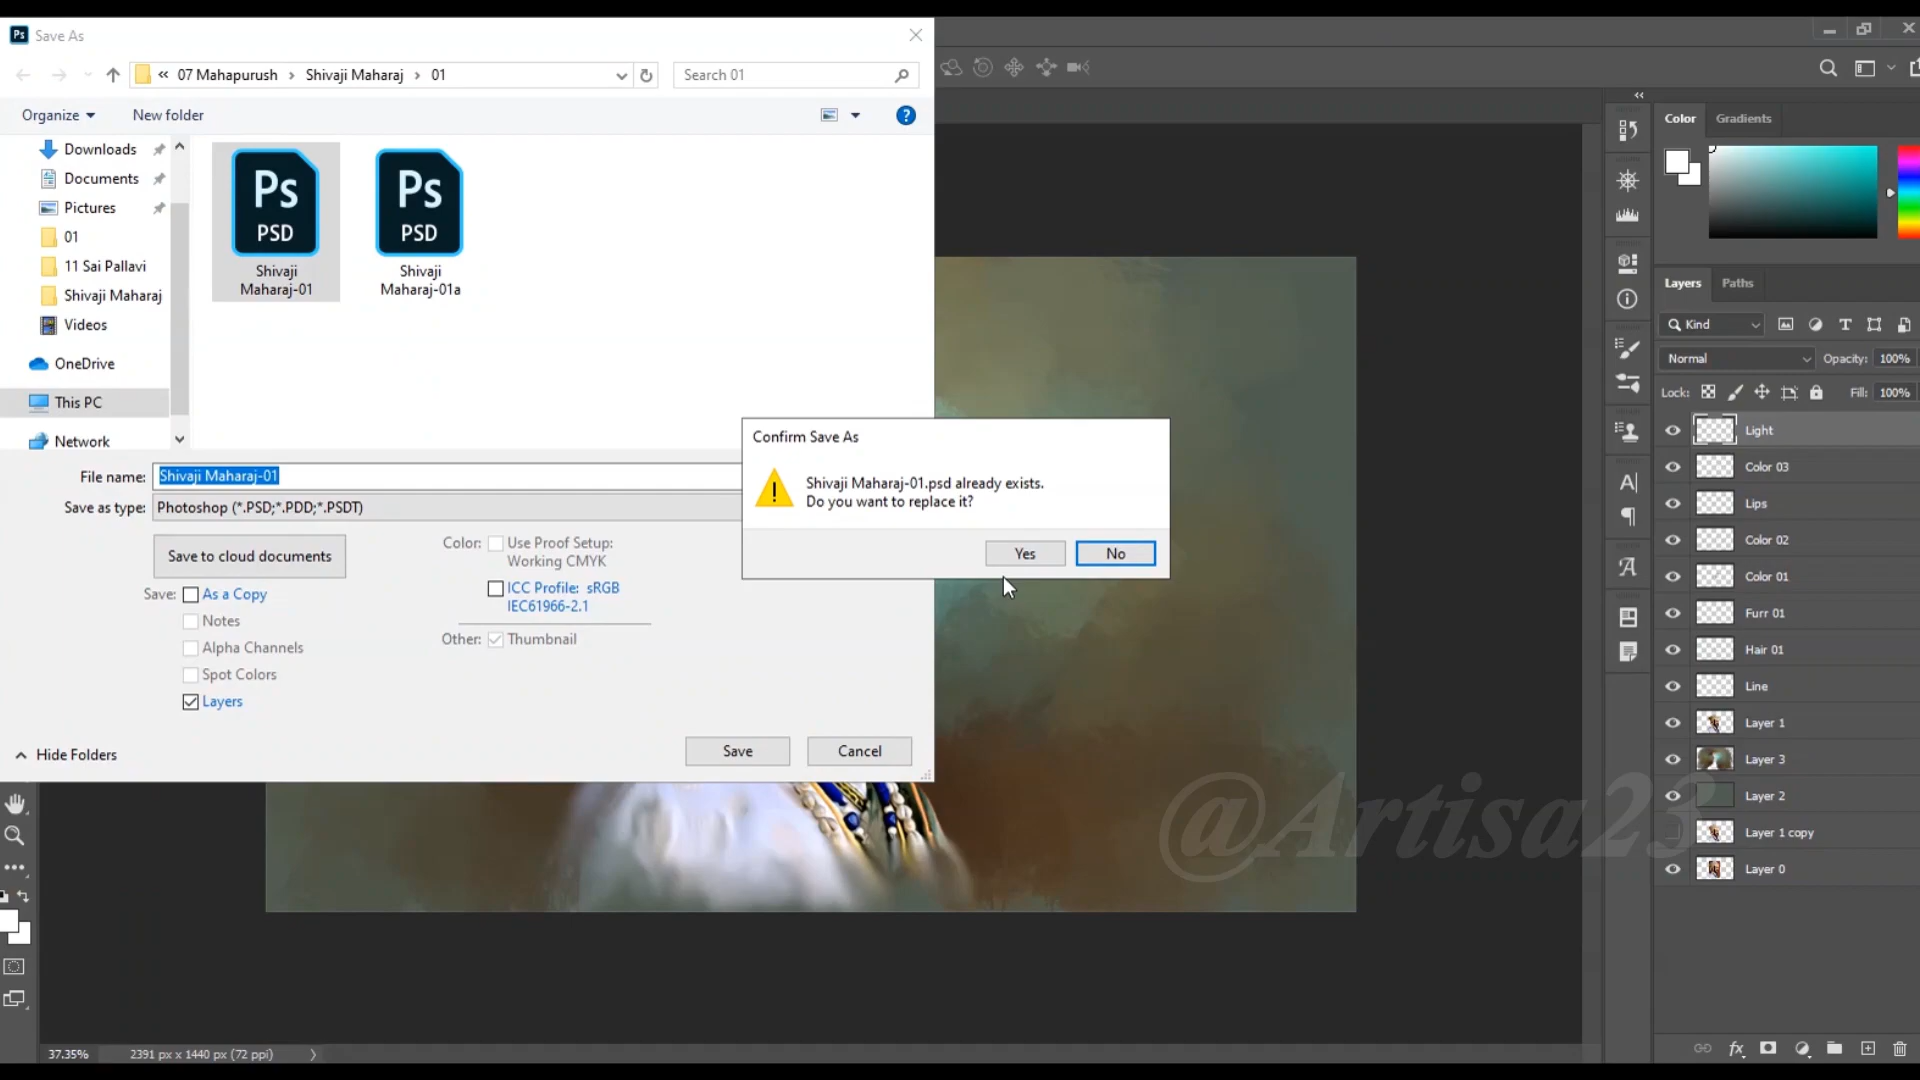 Ps Save As
« 07 Mahapurush > Shivaji Maharaj > 01
Search 01
Organize
New folder
Downloads
Documents
Pictures
01
11 Sai Pallavi
Shivaji Maharaj
Videos
OneDrive
This PC
Network
Ps
PSD
Shivaji
Maharaj-01
Ps
PSD
Shivaji
Maharaj-01a
File name: Shivaji Maharaj-01
Save as type: Photoshop (*.PSD;*.PDD;*.PSDT)
Save to cloud documents
Save: As a Copy
Notes
Alpha Channels
Spot Colors
Layers
Color: Use Proof Setup:
Working CMYK
ICC Profile: sRGB
IEC61966-2.1
Other: Thumbnail
Hide Folders
Save
Cancel
Confirm Save As
Shivaji Maharaj-01.psd already exists.
Do you want to replace it?
Yes
No
Color
Gradients
Layers
Paths
Kind
Normal
Opacity: 100%
Lock:
Fill: 100%
Light
Color 03
Lips
Color 02
Color 01
Furr 01
Hair 01
Line
Layer 1
Layer 3
Layer 2
Layer 1 copy
Layer 0
@Artisa23
37.35%
2391 px x 1440 px (72 ppi)
fx